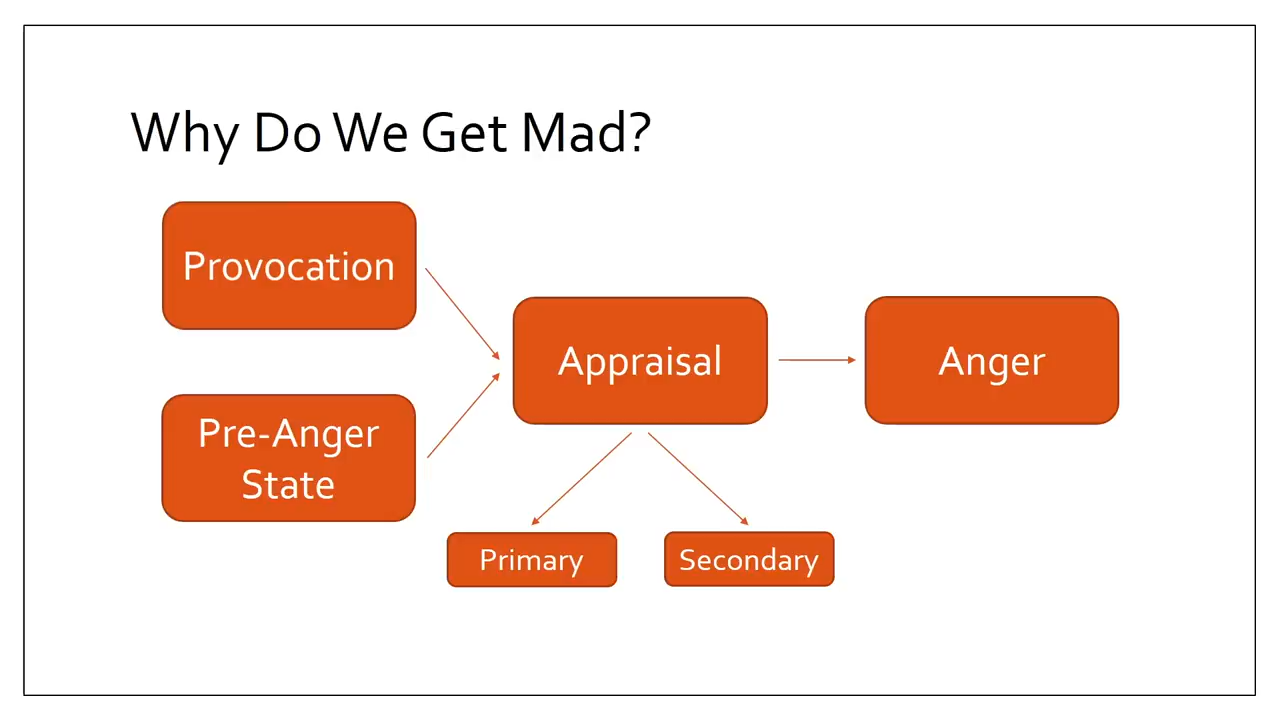 Why Do We Get Mad?
Provocation
Pre-Anger
State
Appraisal
Anger
Primary
Secondary